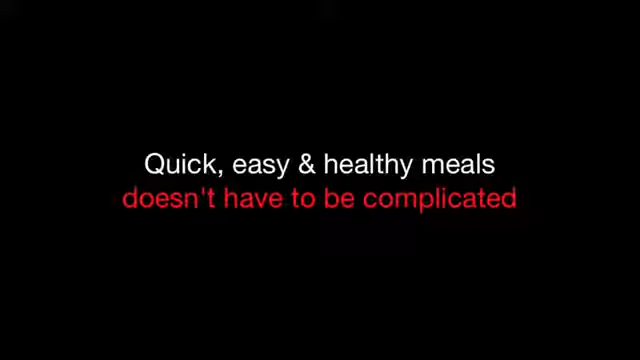 Quick, easy & healthy meals
doesn't have to be complicated